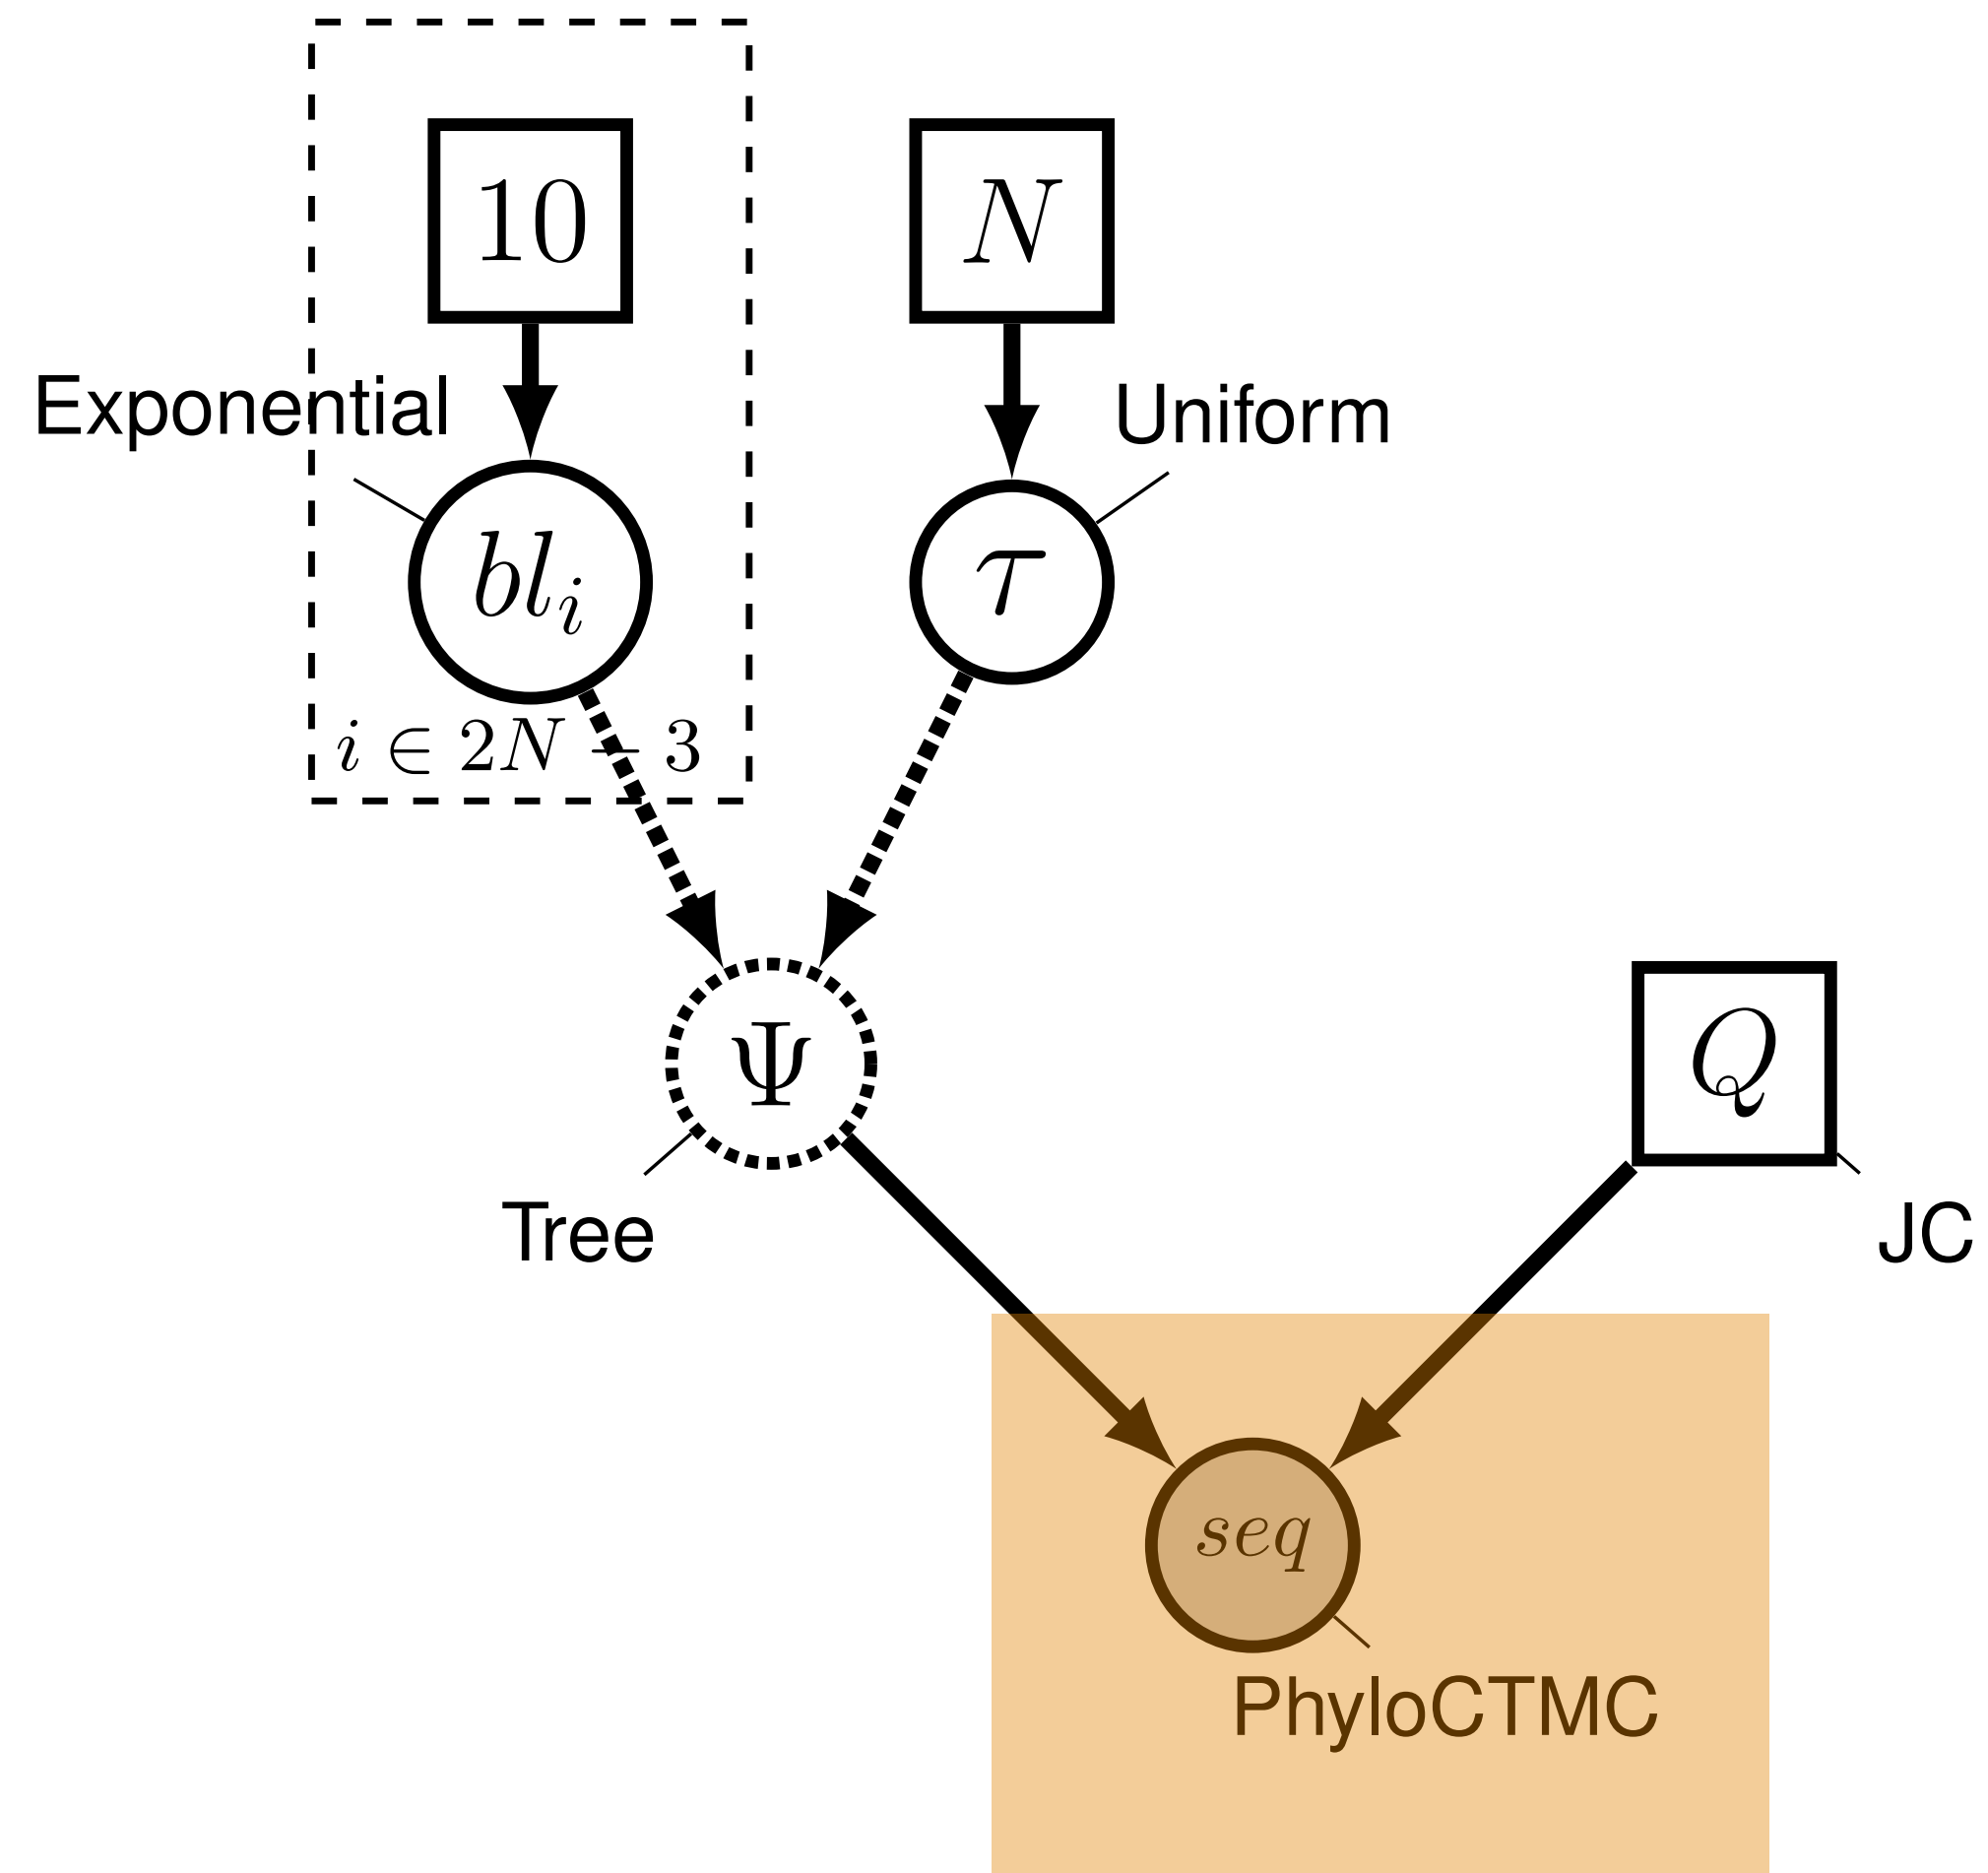 10
N
Exponential
Uniform
bl_i
τ
i ∈ 2N − 3
Ψ
Q
Tree
JC
seq
PhyloCTMC